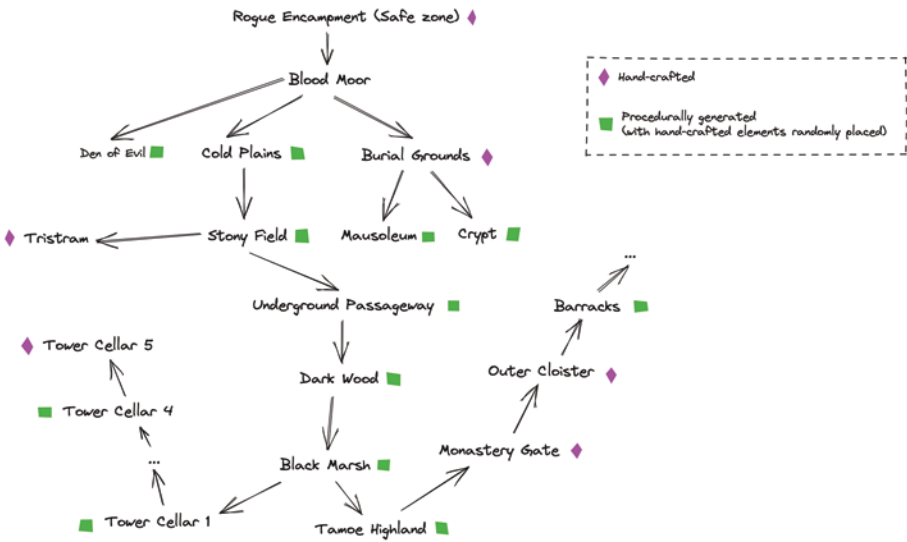 Rogue Encampment (Safe zone)
Blood Moor
Hand-crafted
Procedurally generated
(with hand-crafted elements randomly placed)
Den of Evil
Cold Plains
Burial Grounds
Tristram
Stony Field
Mausoleum
Crypt
...
Underground Passageway
Barracks
Tower Cellar 5
Outer Cloister
Dark Wood
Tower Cellar 4
Monastery Gate
...
Black Marsh
Tower Cellar 1
Tamoe Highland